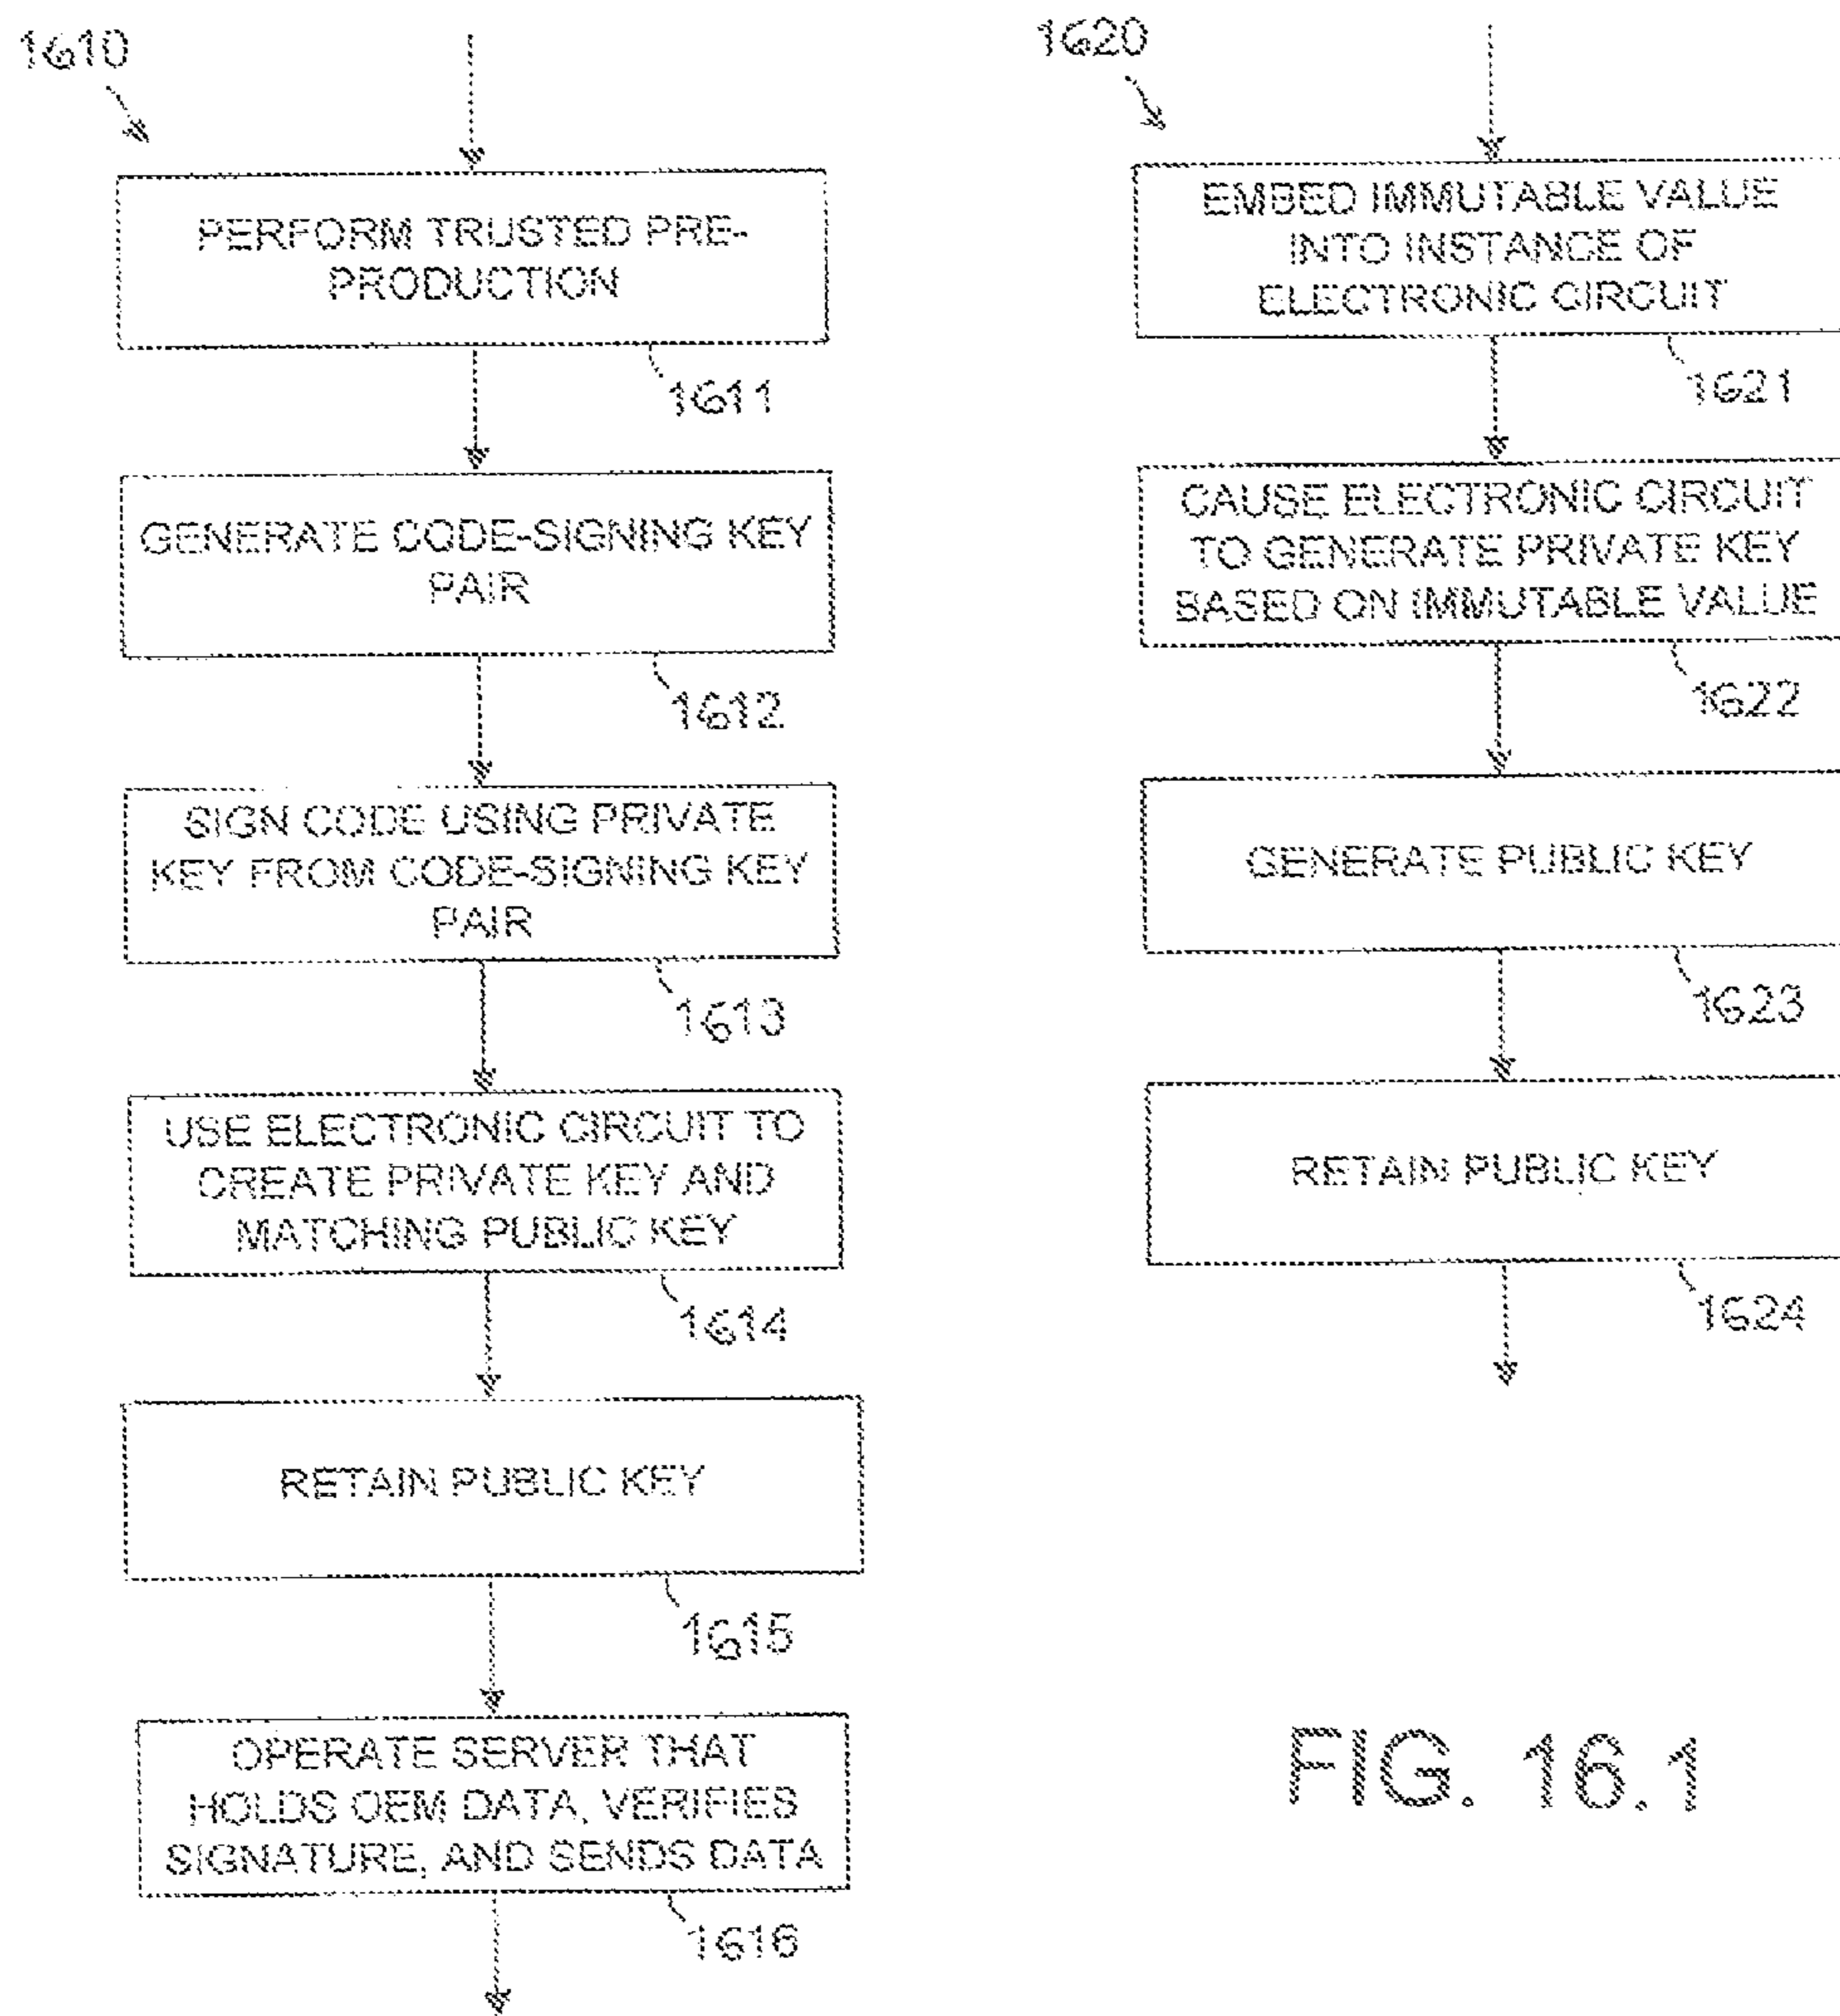 1610
PERFORM TRUSTED PRE-
PRODUCTION
1611
GENERATE CODE-SIGNING KEY
PAIR
1612
SIGN CODE USING PRIVATE
KEY FROM CODE-SIGNING KEY
PAIR
1613
USE ELECTRONIC CIRCUIT TO
CREATE PRIVATE KEY AND
MATCHING PUBLIC KEY
1614
RETAIN PUBLIC KEY
1615
OPERATE SERVER THAT
HOLDS OEM DATA, VERIFIES
SIGNATURE, AND SENDS DATA
1616
1620
EMBED IMMUTABLE VALUE
INTO INSTANCE OF
ELECTRONIC CIRCUIT
1621
CAUSE ELECTRONIC CIRCUIT
TO GENERATE PRIVATE KEY
BASED ON IMMUTABLE VALUE
1622
GENERATE PUBLIC KEY
1623
RETAIN PUBLIC KEY
1624
FIG. 16.1